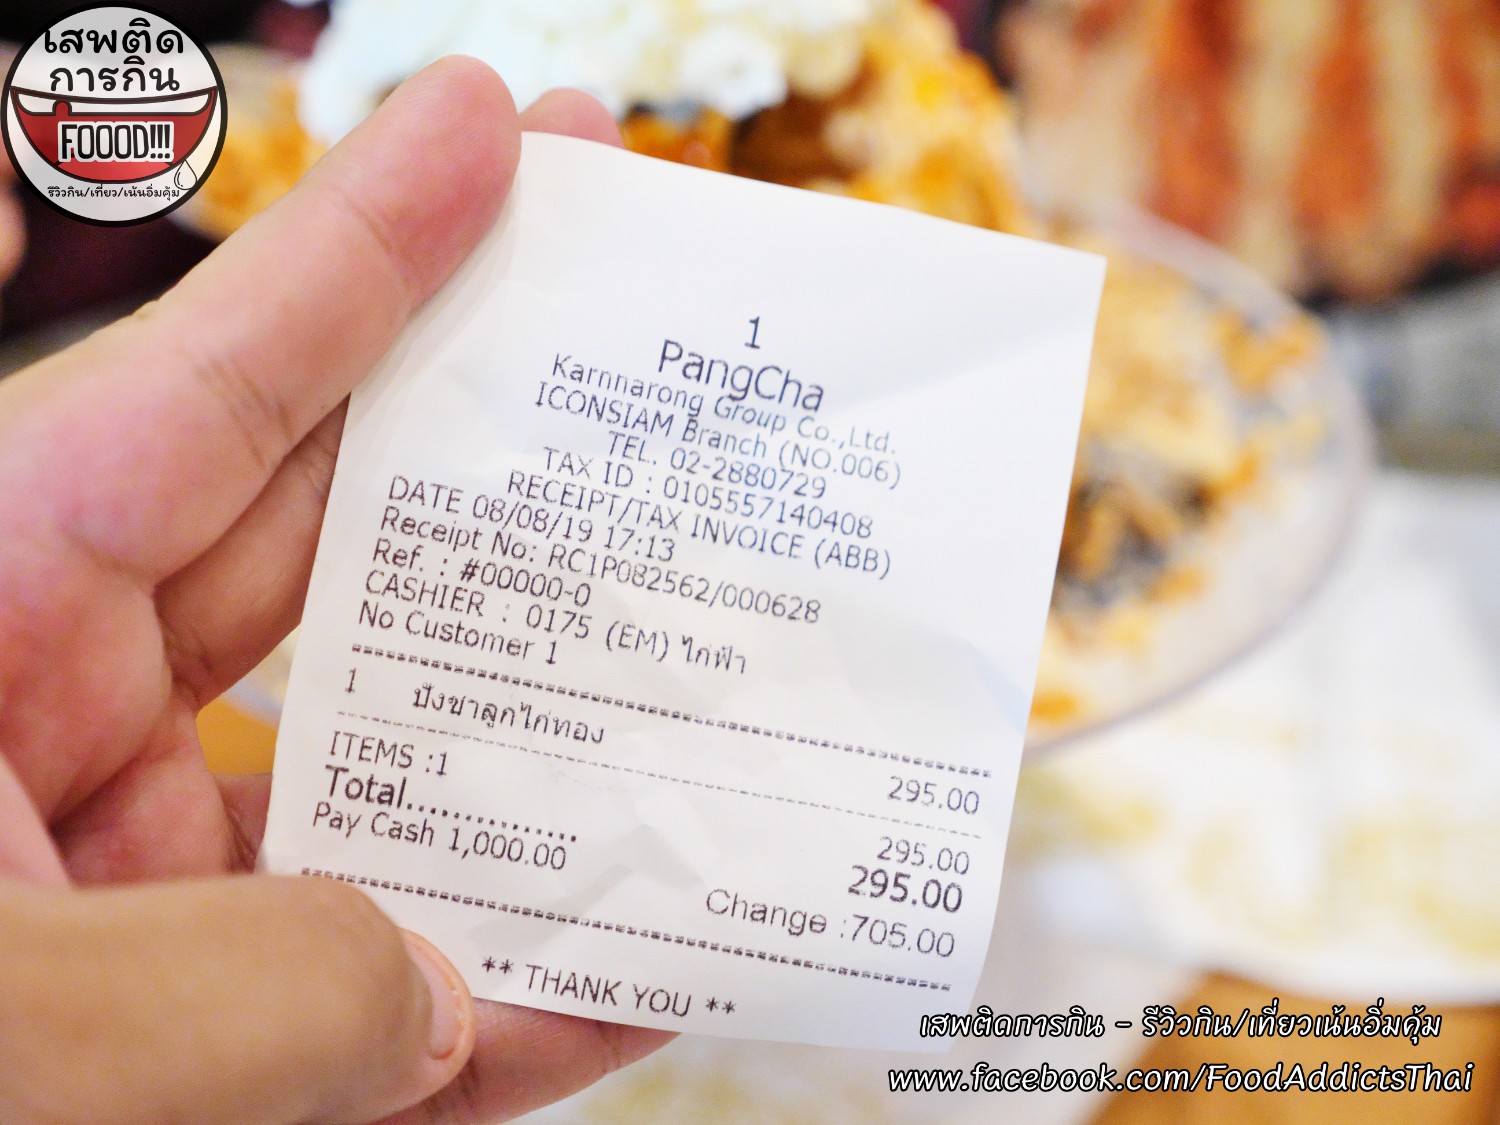 เสพติด
การกิน
FOOOD!!!
รีวิวกิน/เที่ยว/เน้นอิ่มคุ้ม
1
PangCha
Karnnarong Group Co.,Ltd.
ICONSIAM Branch (NO.006)
TEL. 02-2880729
TAX ID : 0105557140408
RECEIPT/TAX INVOICE (ABB)
DATE 08/08/19 17:13
Receipt No: RC1P082562/000628
Ref. : #00000-0
CASHIER : 0175 (EM) ไก่ฟ้า
No Customer 1
1 ปังชาลูกไก่ทอง 295.00
ITEMS :1 295.00
Total............... 295.00
Pay Cash 1,000.00 Change :705.00
** THANK YOU **
เสพติดการกิน - รีวิวกิน/เที่ยวเน้นอิ่มคุ้ม
www.facebook.com/FoodAddictsThai